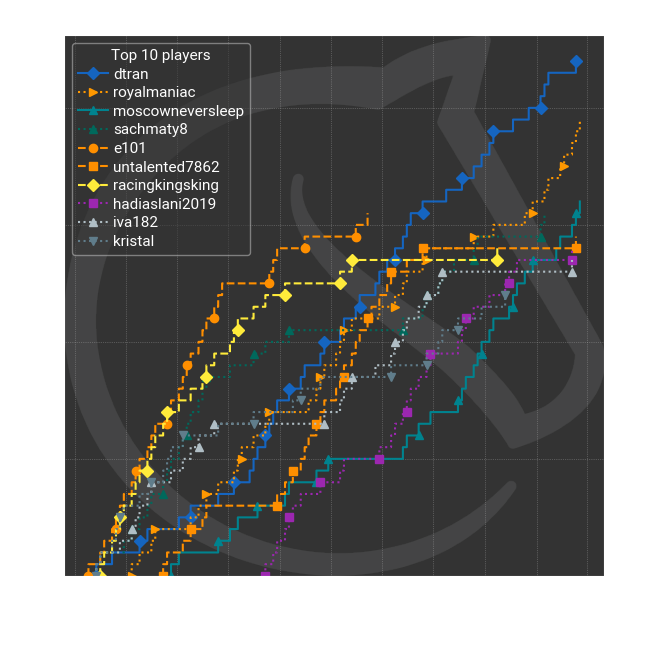 Top 10 players
dtran
royalmaniac
moscowneversleep
sachmaty8
e101
untalented7862
racingkingsking
hadiaslani2019
iva182
kristal